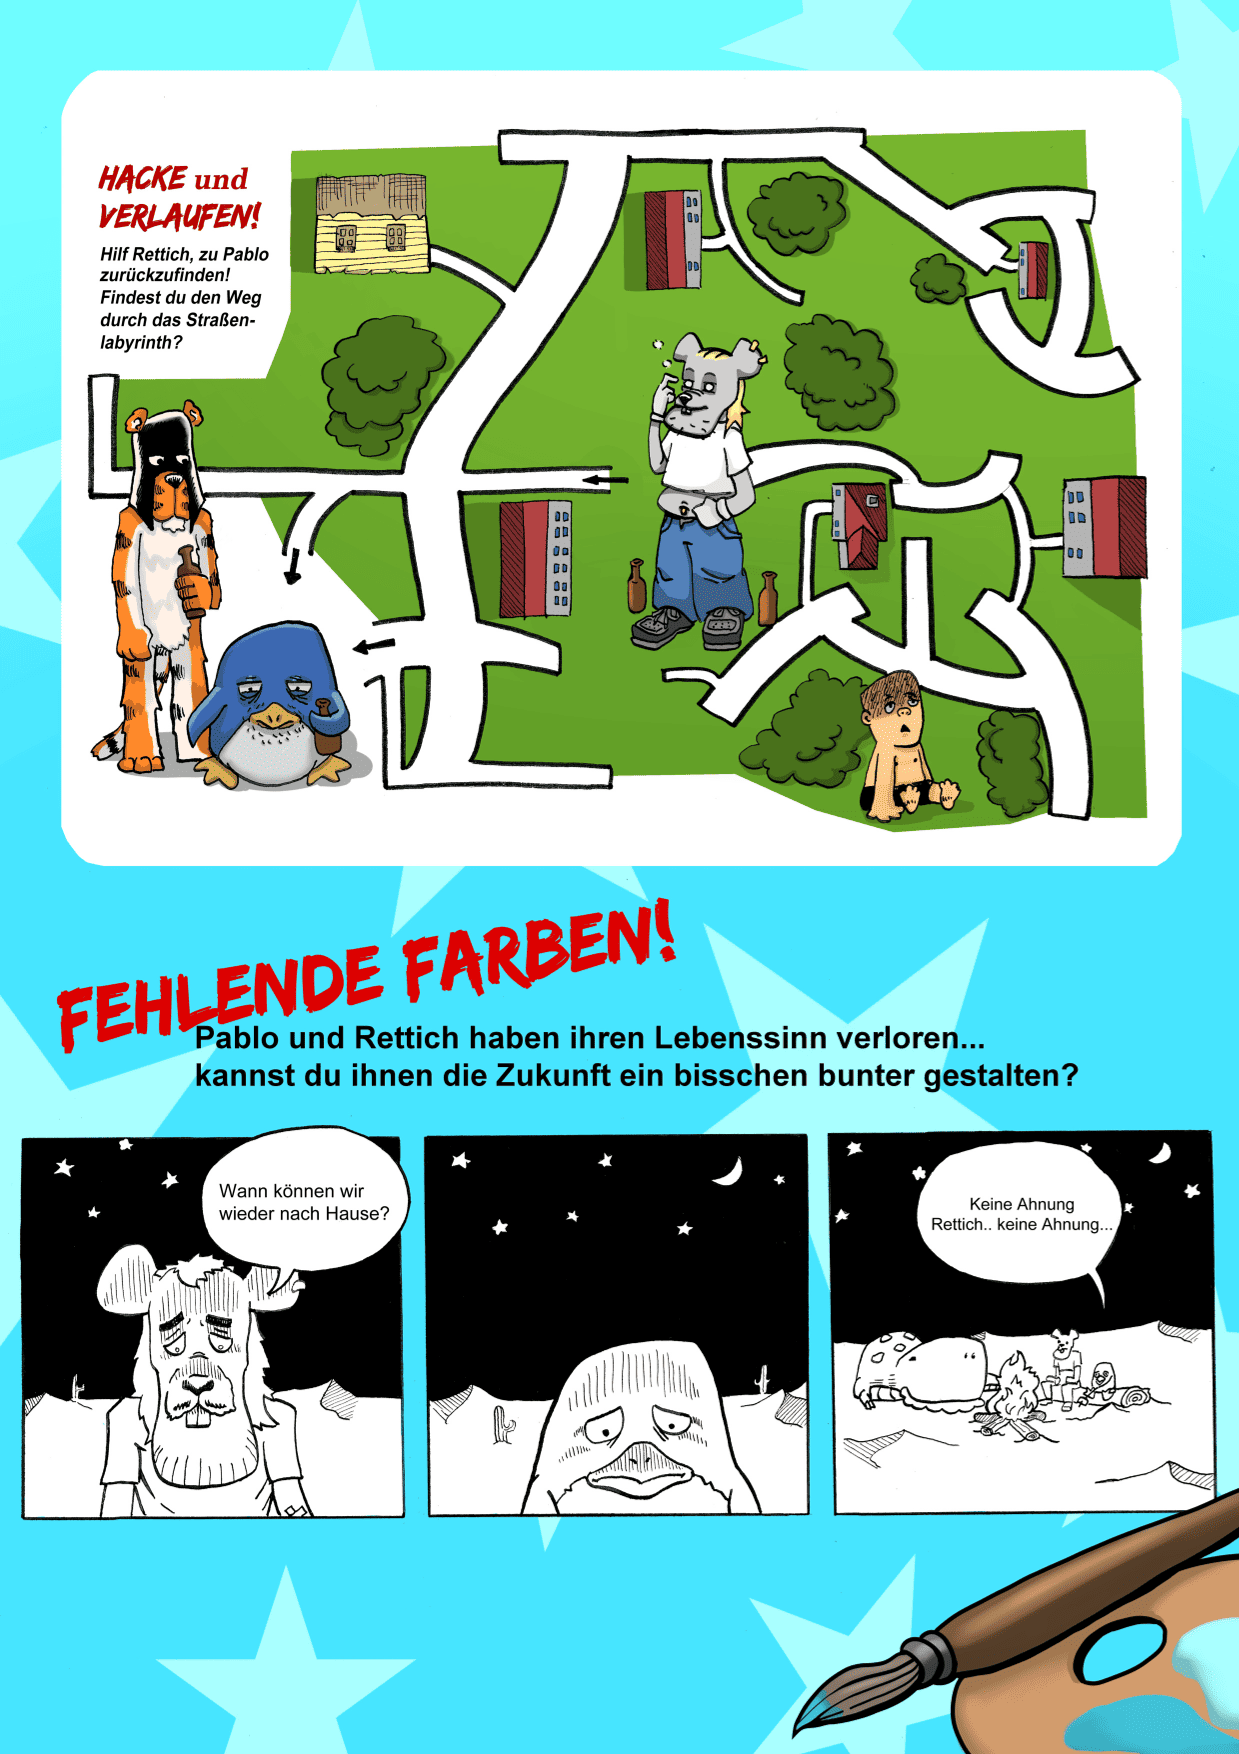 HACKE und
VERLAUFEN!
Hilf Rettich, zu Pablo
zurückzufinden!
Findest du den Weg
durch das Straßen-
labyrinth?
FEHLENDE FARBEN!
Pablo und Rettich haben ihren Lebenssinn verloren...
kannst du ihnen die Zukunft ein bisschen bunter gestalten?
Wann können wir
wieder nach Hause?
Keine Ahnung
Rettich.. keine Ahnung...